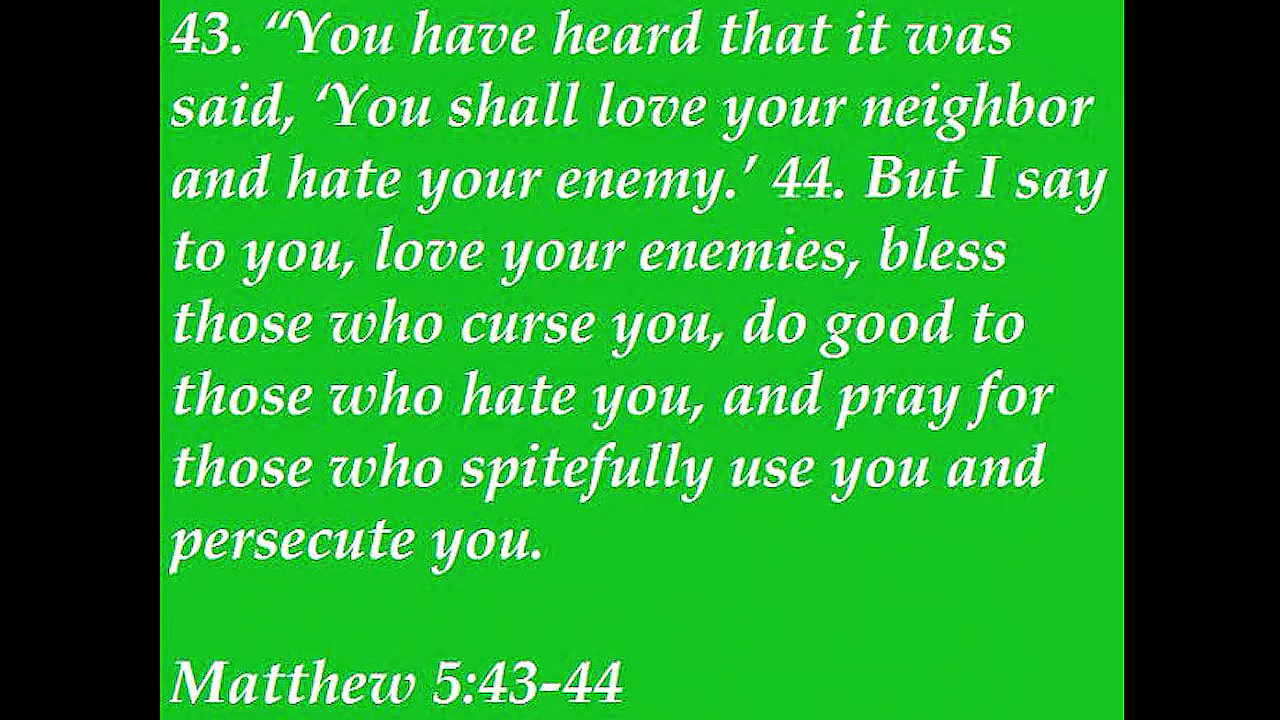 43. “You have heard that it was
said, ‘You shall love your neighbor
and hate your enemy.’ 44. But I say
to you, love your enemies, bless
those who curse you, do good to
those who hate you, and pray for
those who spitefully use you and
persecute you.
Matthew 5:43-44